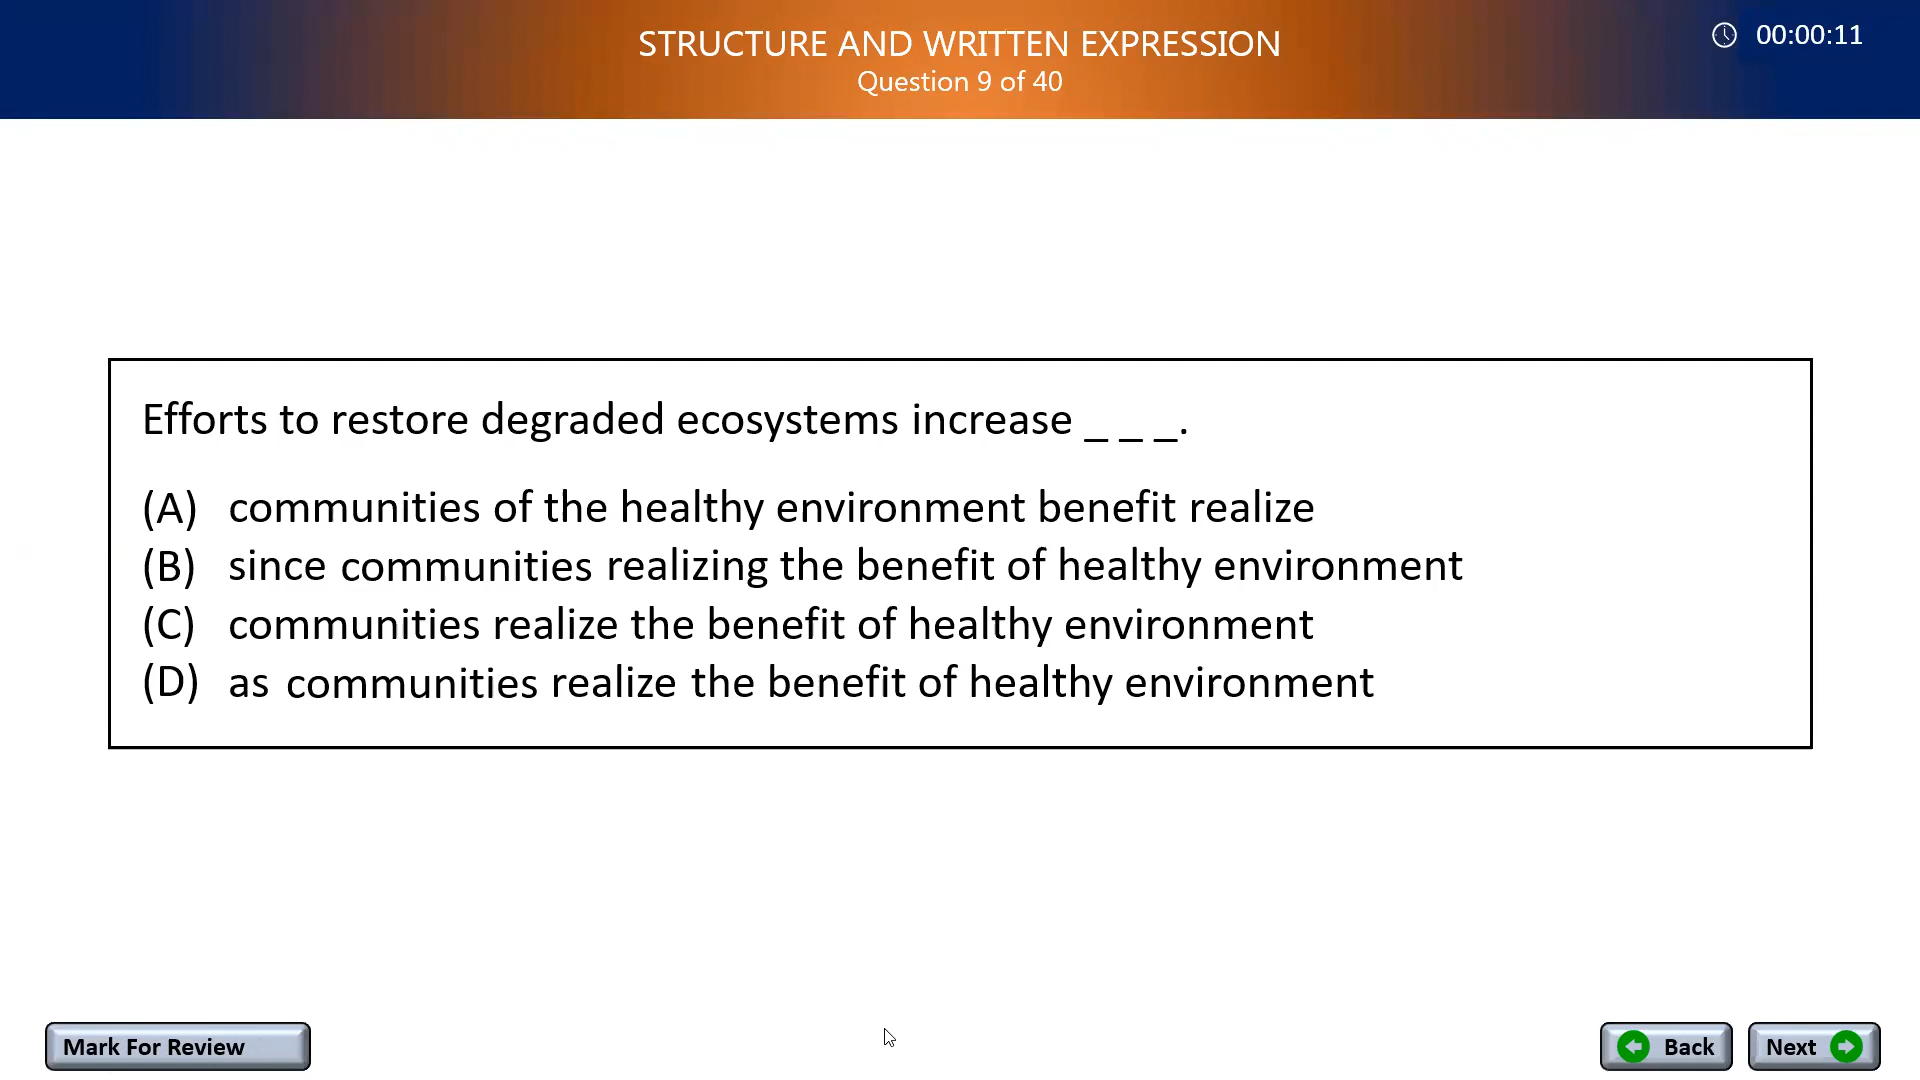 STRUCTURE AND WRITTEN EXPRESSION
Question 9 of 40
00:00:11
Efforts to restore degraded ecosystems increase _ _ _.
(A) communities of the healthy environment benefit realize
(B) since communities realizing the benefit of healthy environment
(C) communities realize the benefit of healthy environment
(D) as communities realize the benefit of healthy environment
Mark For Review
Back
Next